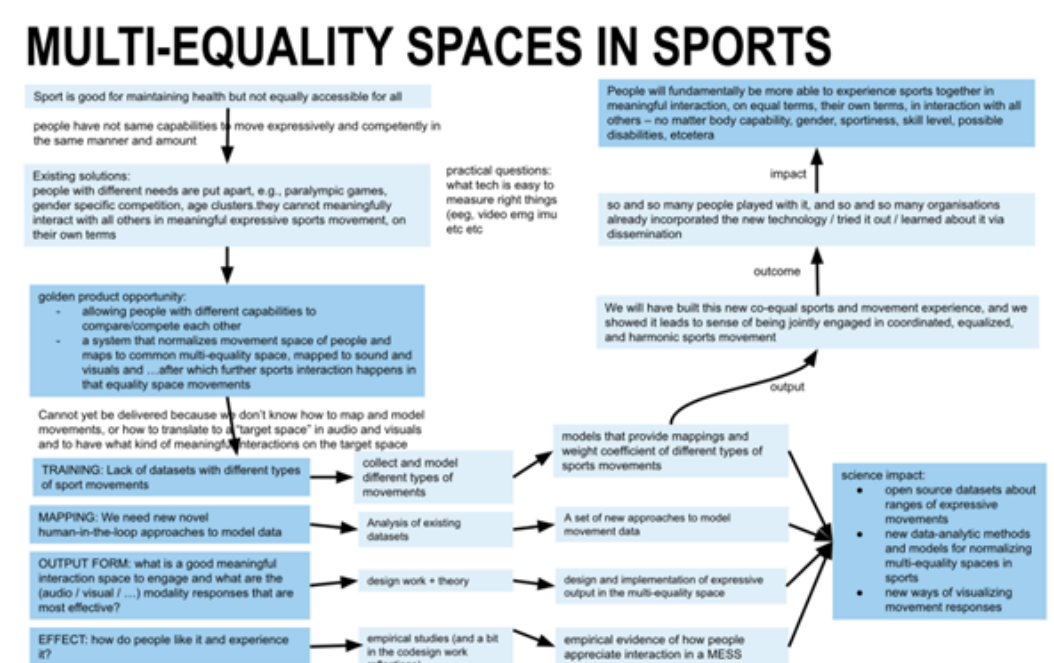 MULTI-EQUALITY SPACES IN SPORTS
Sport is good for maintaining health but not equally accessible for all
people have not same capabilities to move expressively and competently in
the same manner and amount
Existing solutions:
people with different needs are put apart, e.g., paralympic games,
gender specific competition, age clusters.they cannot meaningfully
interact with all others in meaningful expressive sports movement, on
their own terms
practical questions:
what tech is easy to
measure right things
(eeg, video emg imu
etc etc
golden product opportunity:
- allowing people with different capabilities to
compare/compete each other
- a system that normalizes movement space of people and
maps to common multi-equality space, mapped to sound and
visuals and ...after which further sports interaction happens in
that equality space movements
Cannot yet be delivered because we don't know how to map and model
movements, or how to translate to a "target space" in audio and visuals
and to have what kind of meaningful interactions on the target space
TRAINING: Lack of datasets with different types
of sport movements
collect and model
different types of
movements
models that provide mappings and
weight coefficient of different types of
sports movements
MAPPING: We need new novel
human-in-the-loop approaches to model data
Analysis of existing
datasets
A set of new approaches to model
movement data
OUTPUT FORM: what is a good meaningful
interaction space to engage and what are the
(audio / visual / ...) modality responses that are
most effective?
design work + theory
design and implementation of expressive
output in the multi-equality space
EFFECT: how do people like it and experience
it?
empirical studies (and a bit
in the codesign work
reflections)
empirical evidence of how people
appreciate interaction in a MESS
People will fundamentally be more able to experience sports together in
meaningful interaction, on equal terms, their own terms, in interaction with all
others – no matter body capability, gender, sportiness, skill level, possible
disabilities, etcetera
impact
so and so many people played with it, and so and so many organisations
already incorporated the new technology / tried it out / learned about it via
dissemination
outcome
We will have built this new co-equal sports and movement experience, and we
showed it leads to sense of being jointly engaged in coordinated, equalized,
and harmonic sports movement
output
science impact:
● open source datasets about
ranges of expressive
movements
● new data-analytic methods
and models for normalizing
multi-equality spaces in
sports
● new ways of visualizing
movement responses